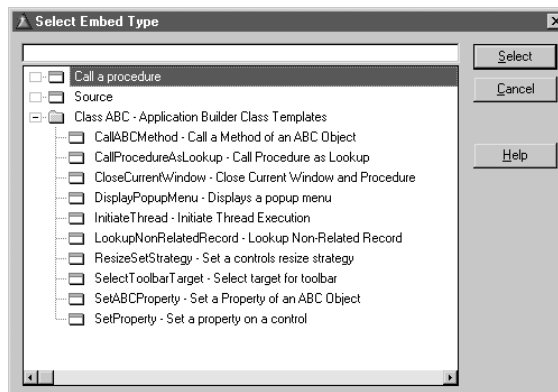 Select Embed Type
Select
Call a procedure
Cancel
Source
Class ABC - Application Builder Class Templates
CallABCMethod - Call a Method of an ABC Object
CallProcedureAsLookup - Call Procedure as Lookup
Help
CloseCurrentWindow - Close Current Window and Procedure
DisplayPopupMenu - Displays a popup menu
InitiateThread - Initiate Thread Execution
LookupNonRelatedRecord - Lookup Non-Related Record
ResizeSetStrategy - Set a controls resize strategy
SelectToolbarTarget - Select target for toolbar
SetABCProperty - Set a Property of an ABC Object
SetProperty - Set a property on a control